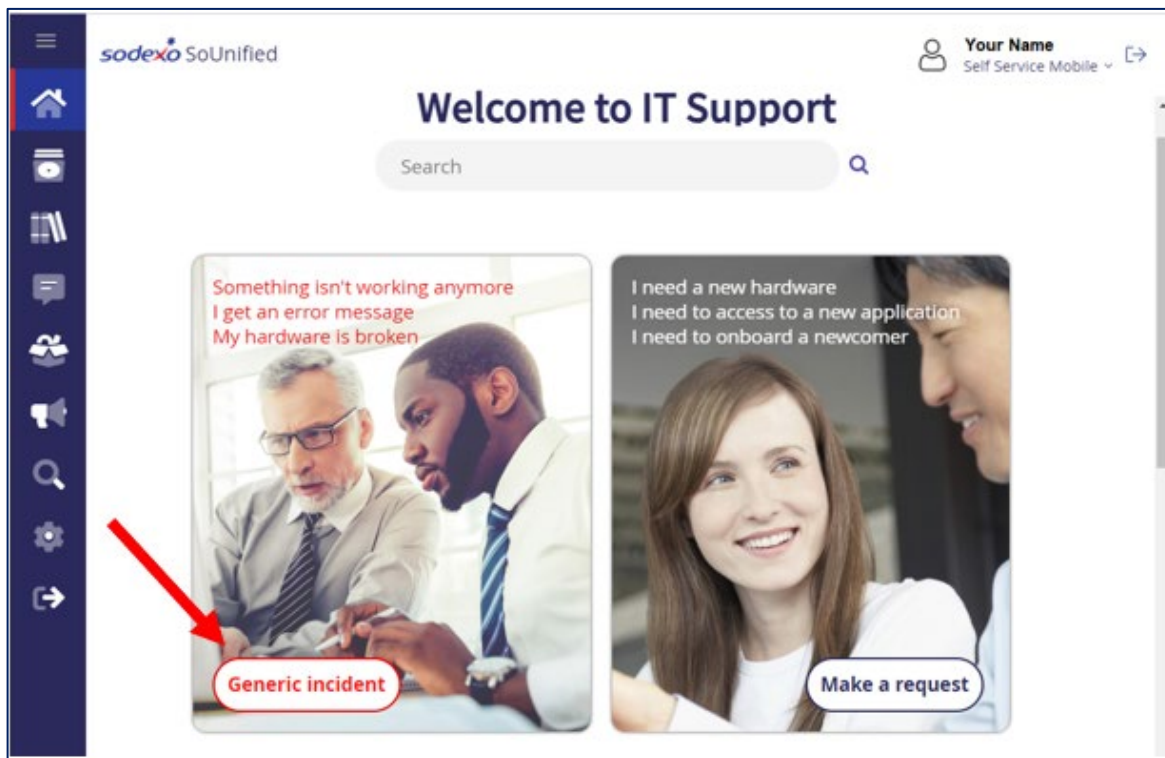 sodexo SoUnified
Your Name
Self Service Mobile
Welcome to IT Support
Search
Something isn't working anymore
I get an error message
My hardware is broken
Generic incident
I need a new hardware
I need to access to a new application
I need to onboard a newcomer
Make a request